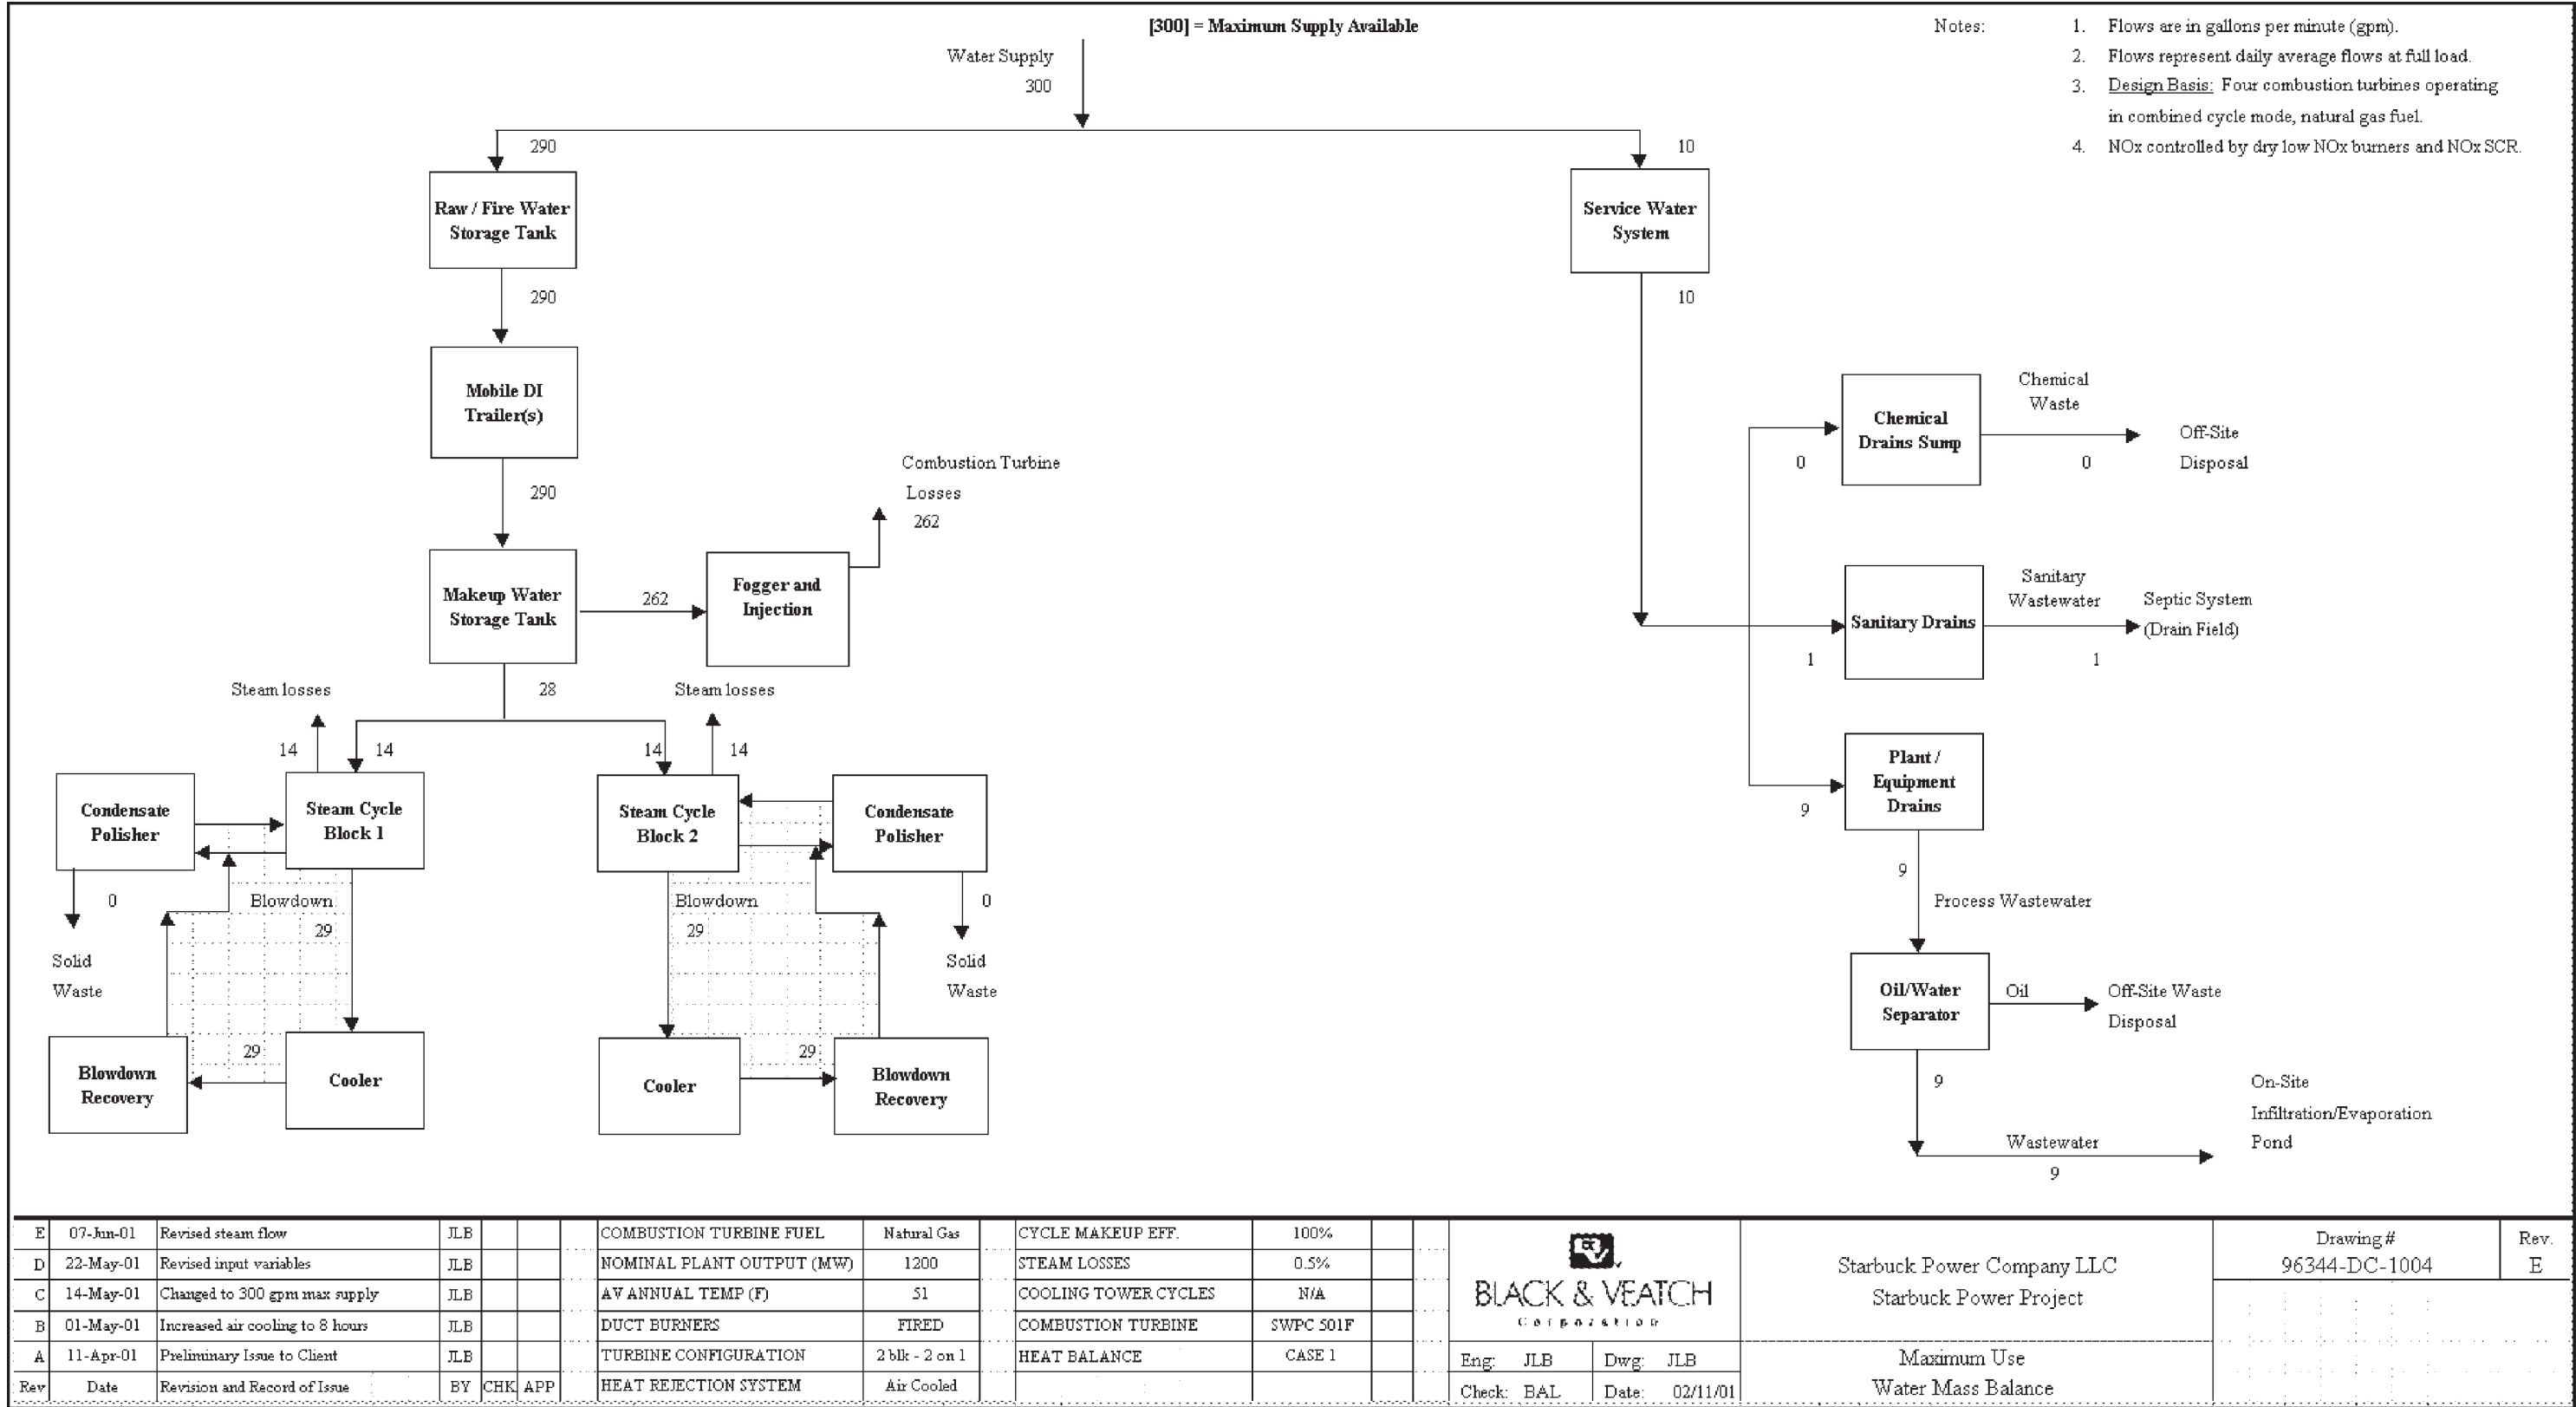 [300] = Maximum Supply Available
Water Supply
300
Notes:
1. Flows are in gallons per minute (gpm).
2. Flows represent daily average flows at full load.
3. Design Basis: Four combustion turbines operating
in combined cycle mode, natural gas fuel.
4. NOx controlled by dry low NOx burners and NOx SCR.
290
10
Raw / Fire Water
Storage Tank
Service Water
System
290
10
Mobile DI
Trailer(s)
290
Combustion Turbine
Losses
262
Makeup Water
Storage Tank
262
Fogger and
Injection
28
Steam losses
14
14
Steam losses
14
14
Condensate
Polisher
Steam Cycle
Block 1
Steam Cycle
Block 2
Condensate
Polisher
0
Blowdown
29
Blowdown
29
0
Solid
Waste
Solid
Waste
Blowdown
Recovery
29
Cooler
Cooler
29
Blowdown
Recovery
Chemical
Drains Sump
0
Chemical
Waste
0
Off-Site
Disposal
Sanitary Drains
1
Sanitary
Wastewater
1
Septic System
(Drain Field)
Plant /
Equipment
Drains
9
9
Process Wastewater
Oil/Water
Separator
Oil
Off-Site Waste
Disposal
9
Wastewater
9
On-Site
Infiltration/Evaporation
Pond
E 07-Jun-01 Revised steam flow JLB
D 22-May-01 Revised input variables JLB
C 14-May-01 Changed to 300 gpm max supply JLB
B 01-May-01 Increased air cooling to 8 hours JLB
A 11-Apr-01 Preliminary Issue to Client JLB
Rev Date Revision and Record of Issue BY CHK APP
COMBUSTION TURBINE FUEL Natural Gas
NOMINAL PLANT OUTPUT (MW) 1200
AV ANNUAL TEMP (F) 51
DUCT BURNERS FIRED
TURBINE CONFIGURATION 2 blk - 2 on 1
HEAT REJECTION SYSTEM Air Cooled
CYCLE MAKEUP EFF. 100%
STEAM LOSSES 0.5%
COOLING TOWER CYCLES N/A
COMBUSTION TURBINE SWPC 501F
HEAT BALANCE CASE 1
BLACK & VEATCH
Corporation
Eng: JLB Dwg: JLB
Check: BAL Date: 02/11/01
Starbuck Power Company LLC
Starbuck Power Project
Maximum Use
Water Mass Balance
Drawing #
96344-DC-1004
Rev.
E